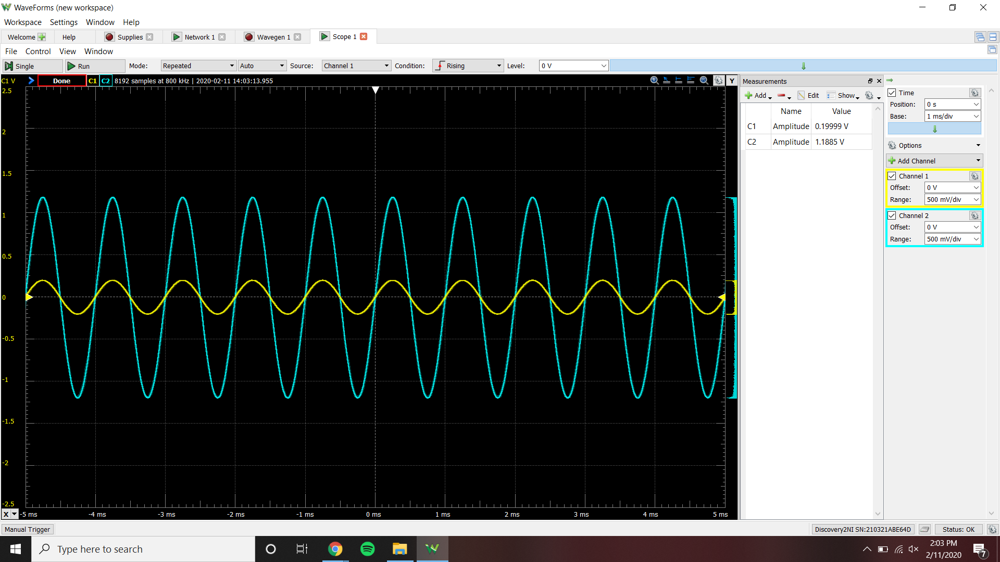 WaveForms (new workspace)
Workspace Settings Window Help
Welcome Help Supplies Network 1 Wavegen 1 Scope 1
File Control View Window
Single Run Mode: Repeated Auto Source: Channel 1 Condition: Rising Level: 0 V
C1 V Done C1 C2 8192 samples at 800 kHz | 2020-02-11 14:03:13.955 Y
Measurements
Add Edit Show
Name Value
C1 Amplitude 0.19999 V
C2 Amplitude 1.1885 V
Time
Position: 0 s
Base: 1 ms/div
Options
Add Channel
Channel 1
Offset: 0 V
Range: 500 mV/div
Channel 2
Offset: 0 V
Range: 500 mV/div
2.5
2
1.5
1
0.5
0
-0.5
-1
-1.5
-2
-2.5
X -5 ms -4 ms -3 ms -2 ms -1 ms 0 ms 1 ms 2 ms 3 ms 4 ms 5 ms
Manual Trigger Discovery2NI SN:210321ABE64D Status: OK
Type here to search
2:03 PM
2/11/2020
7